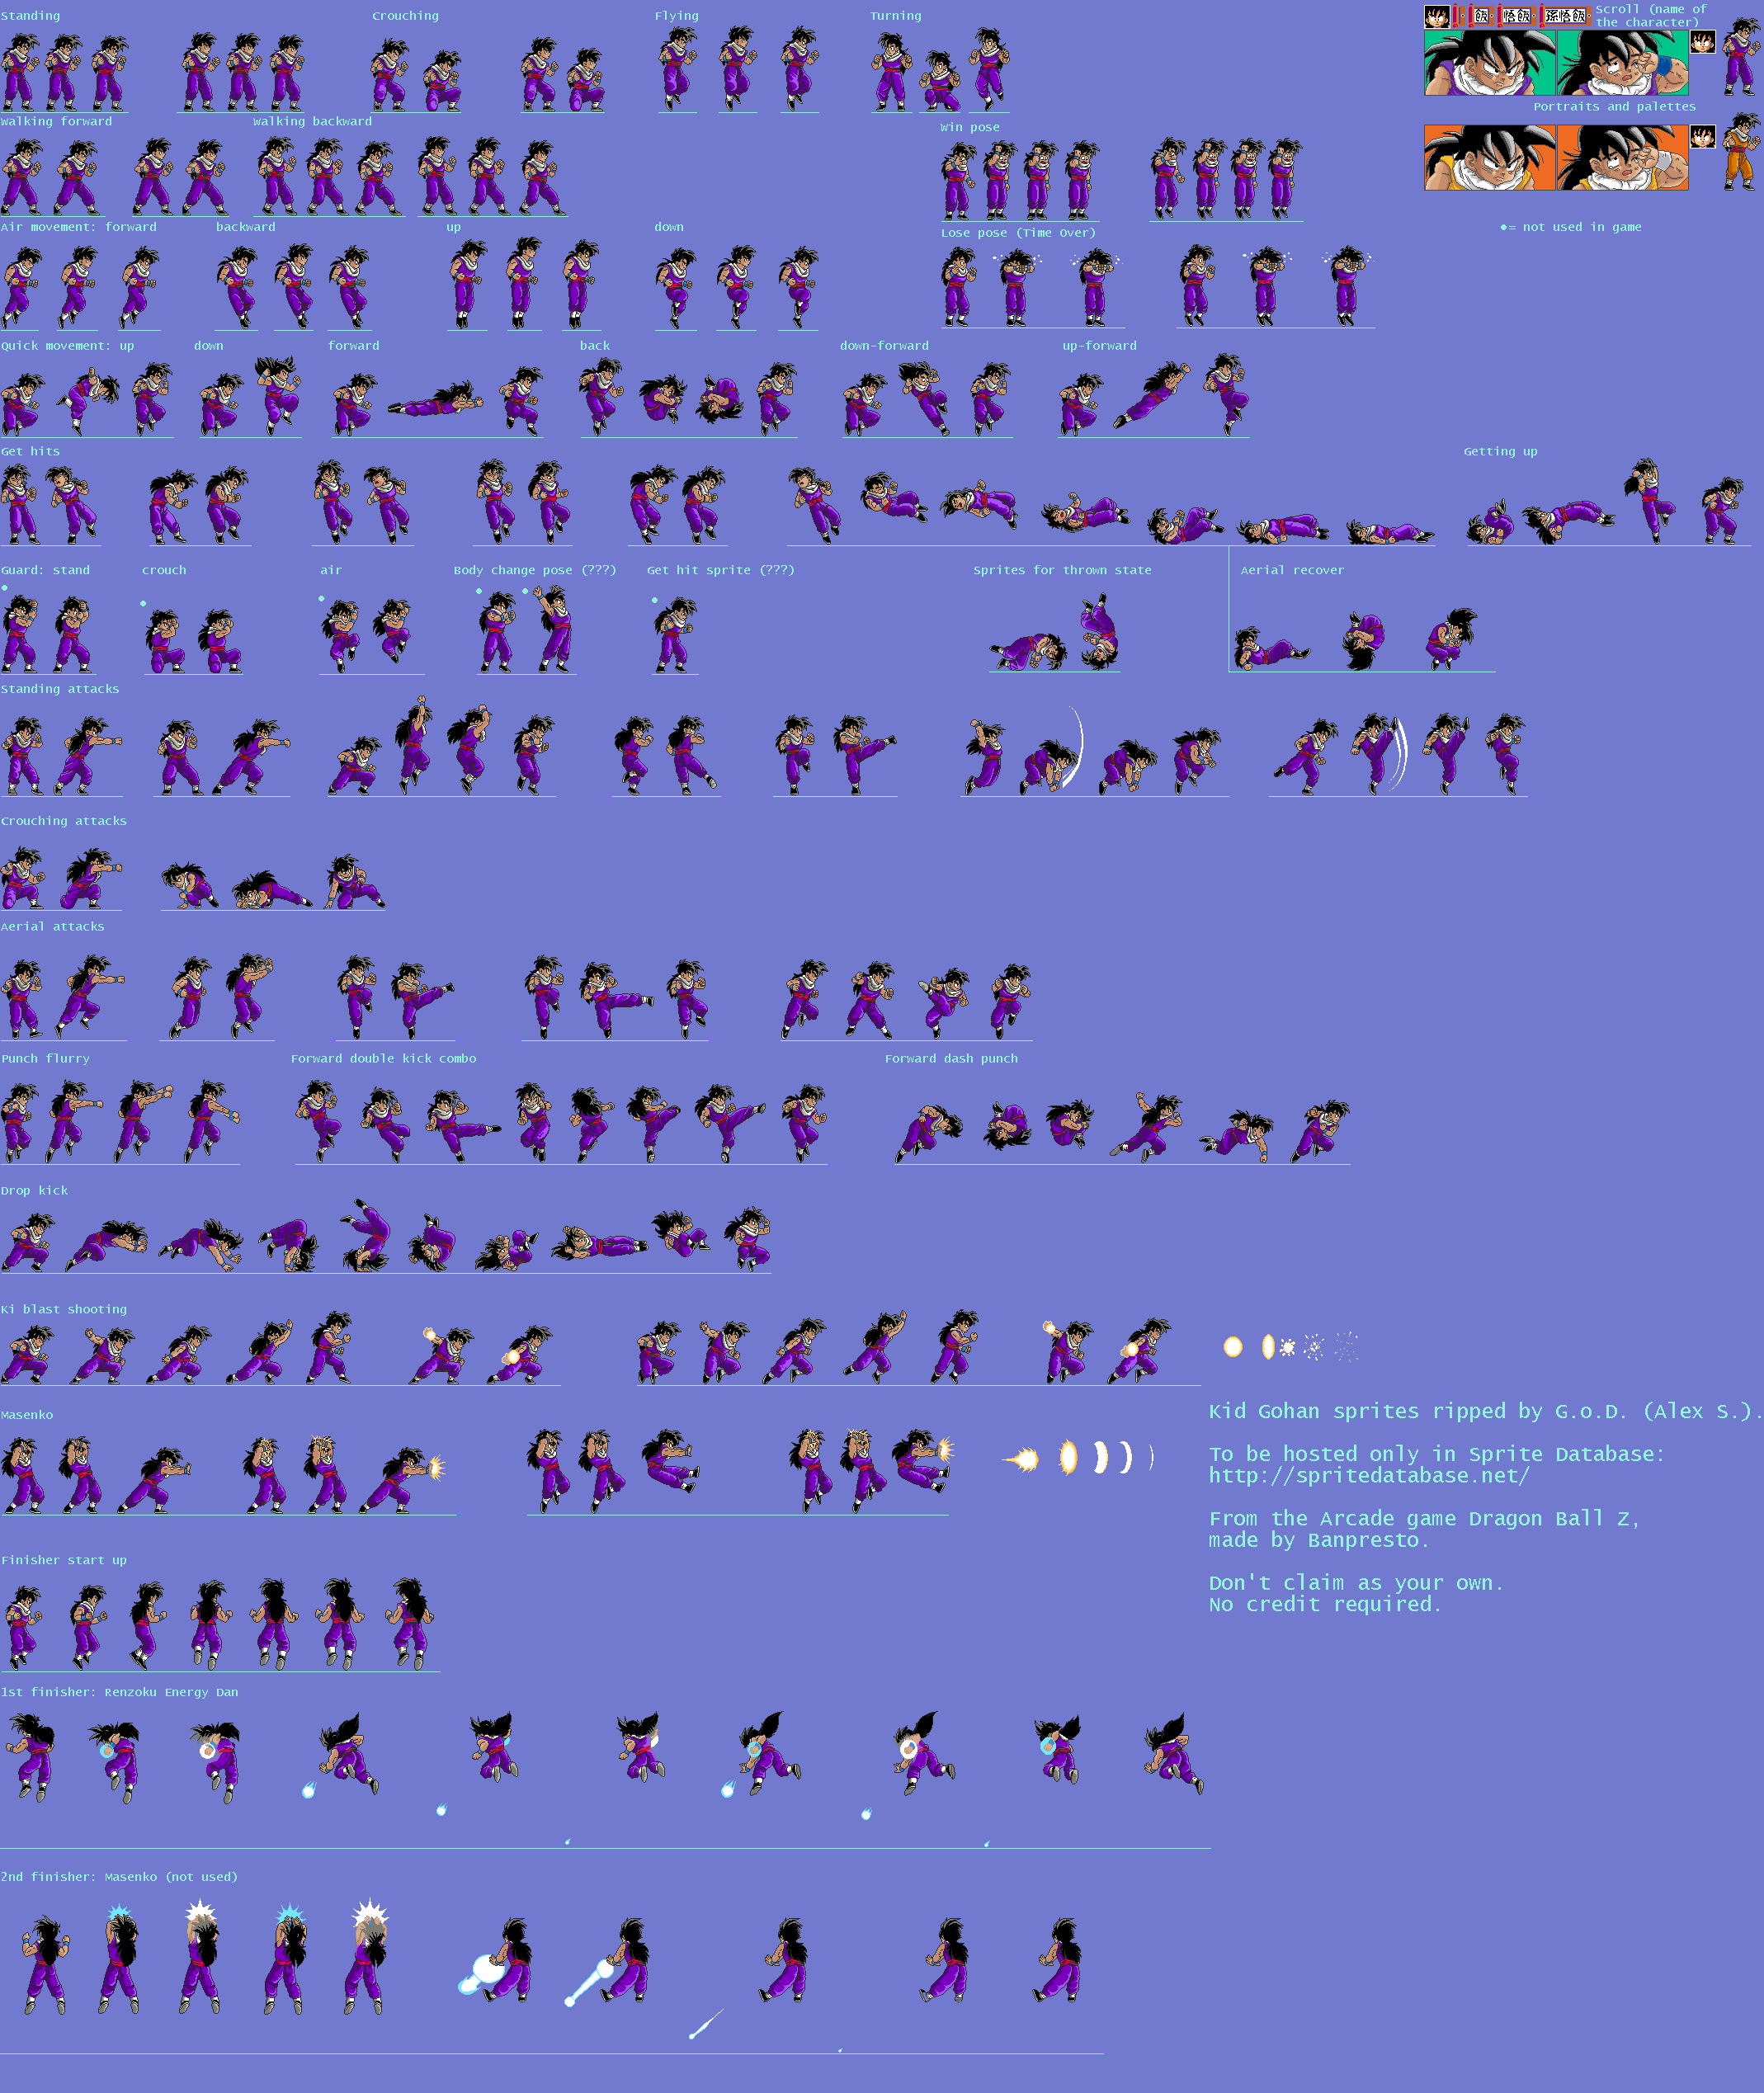 Standing
Crouching
Flying
Turning
飯
悟飯
孫悟飯
Scroll (name of
the character)
Portraits and palettes
Walking forward
Walking backward
Win pose
Air movement: forward
backward
up
down
Lose pose (Time Over)
= not used in game
Quick movement: up
down
forward
back
down-forward
up-forward
Get hits
Getting up
Guard: stand
crouch
air
Body change pose (???)
Get hit sprite (???)
Sprites for thrown state
Aerial recover
Standing attacks
Crouching attacks
Aerial attacks
Punch flurry
Forward double kick combo
Forward dash punch
Drop kick
Ki blast shooting
Masenko
Kid Gohan sprites ripped by G.o.D. (Alex S.).
To be hosted only in Sprite Database:
http://spritedatabase.net/
From the Arcade game Dragon Ball Z,
made by Banpresto.
Don't claim as your own.
No credit required.
Finisher start up
1st finisher: Renzoku Energy Dan
2nd finisher: Masenko (not used)